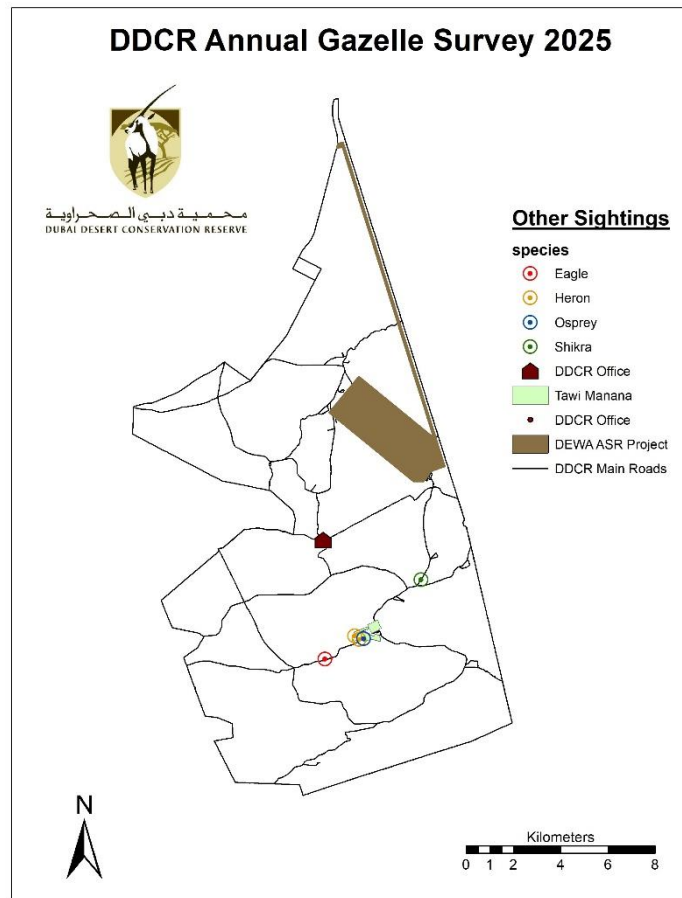 DDCR Annual Gazelle Survey 2025
محمية دبي الصحراوية
DUBAI DESERT CONSERVATION RESERVE
Other Sightings
species
Eagle
Heron
Osprey
Shikra
DDCR Office
Tawi Manana
DDCR Office
DEWA ASR Project
DDCR Main Roads
N
Kilometers
0 1 2 4 6 8